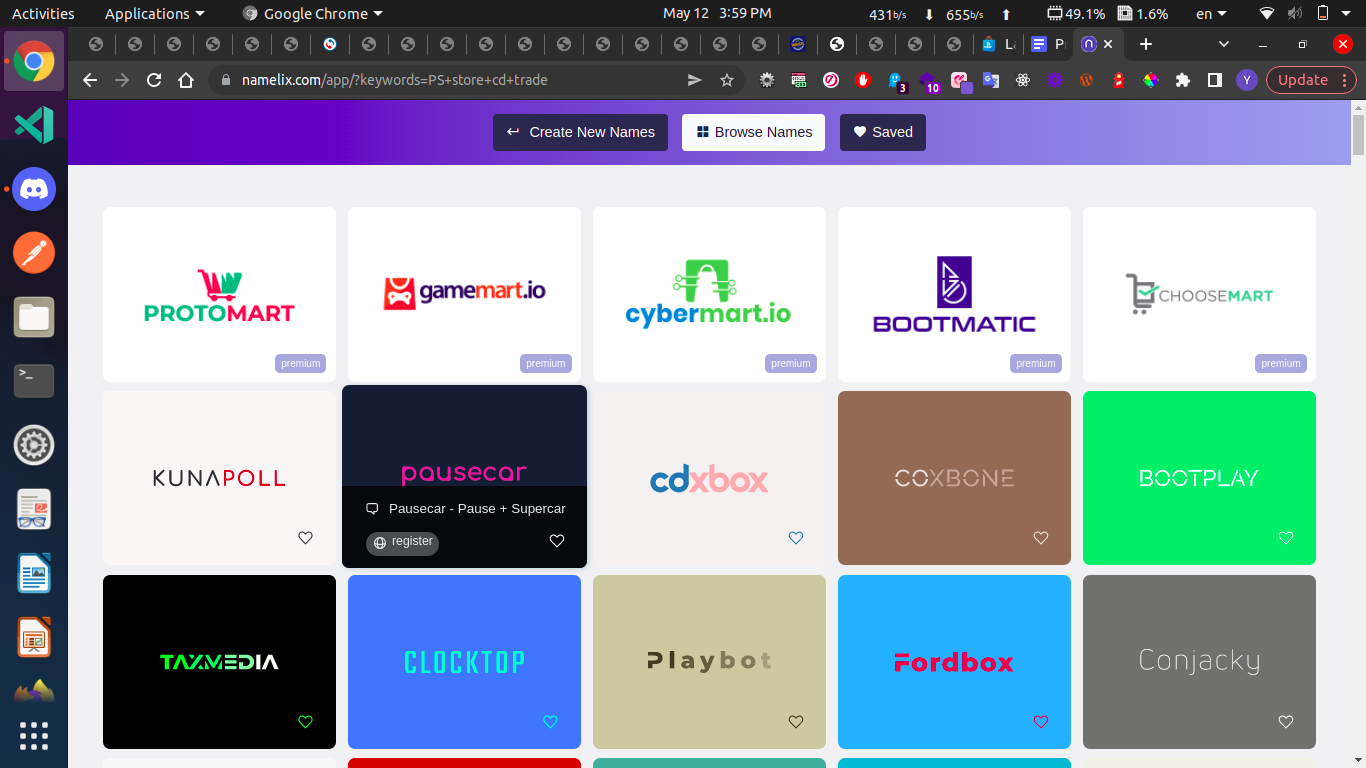 Activities Applications Google Chrome May 12 3:59 PM 431b/s 655b/s 49.1% 1.6% en
La P
namelix.com/app/?keywords=PS+store+cd+trade 3 10 Y Update
Create New Names Browse Names Saved
PROTOMART gamemart.io cybermart.io BOOTMATIC CHOOSEMART
premium premium premium premium premium
KUNAPOLL pausecar cdxbox COXBONE BOOTPLAY
Pausecar - Pause + Supercar
register
TAXMEDIA CLOCKTOP Playbot Fordbox Conjacky